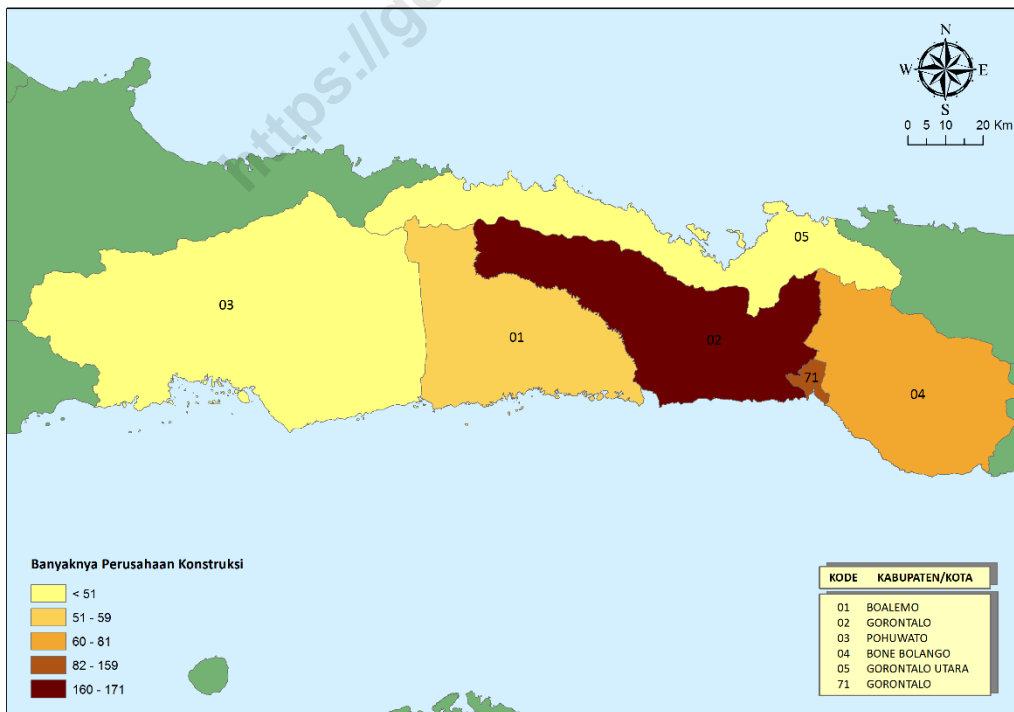 https://g
N
W E
S
0 5 10 20 Km
05
03
01
02
71
04
Banyaknya Perusahaan Konstruksi
< 51
51 - 59
60 - 81
82 - 159
160 - 171
KODE KABUPATEN/KOTA
01 BOALEMO
02 GORONTALO
03 POHUWATO
04 BONE BOLANGO
05 GORONTALO UTARA
71 GORONTALO